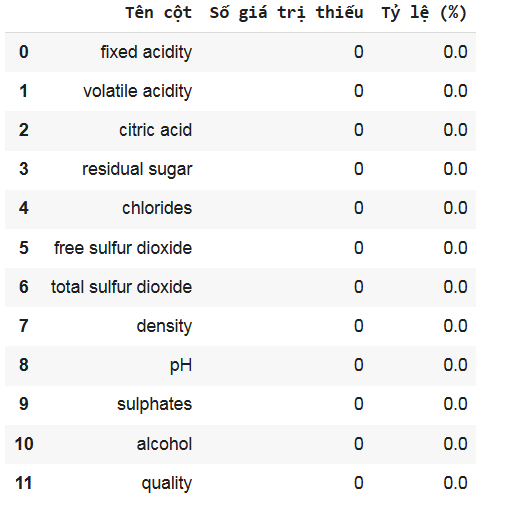 Tên cột Số giá trị thiếu Tỷ lệ (%)
0 fixed acidity 0 0.0
1 volatile acidity 0 0.0
2 citric acid 0 0.0
3 residual sugar 0 0.0
4 chlorides 0 0.0
5 free sulfur dioxide 0 0.0
6 total sulfur dioxide 0 0.0
7 density 0 0.0
8 pH 0 0.0
9 sulphates 0 0.0
10 alcohol 0 0.0
11 quality 0 0.0